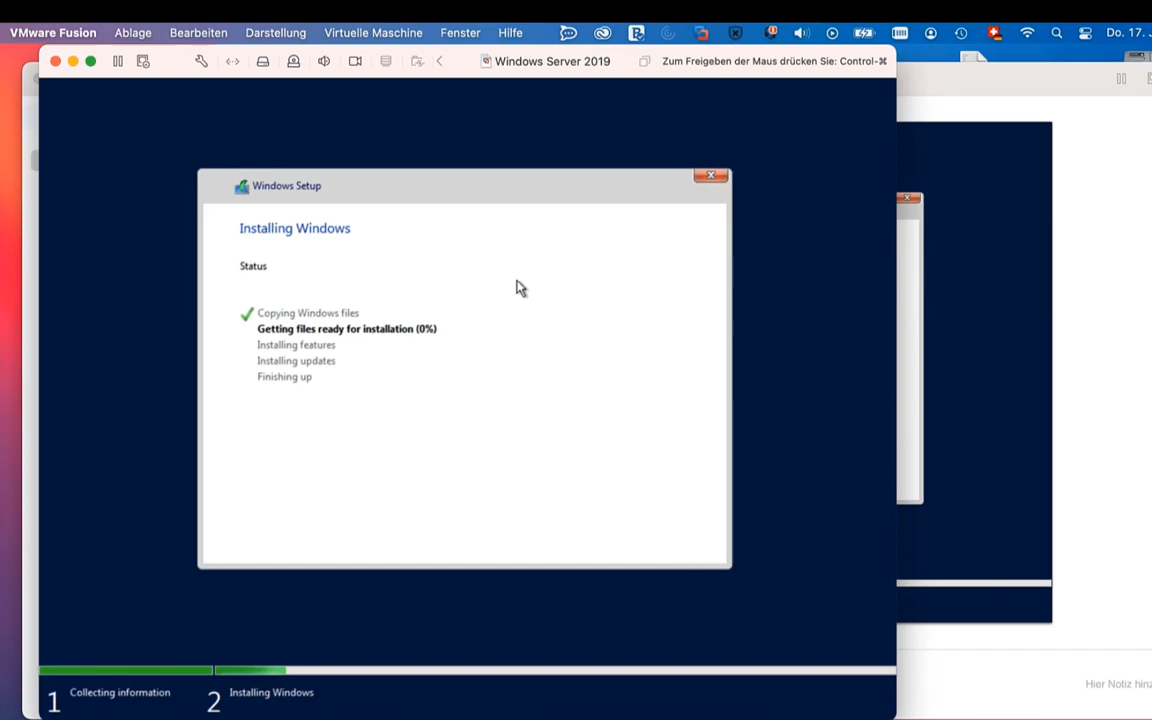 VMware Fusion Ablage Bearbeiten Darstellung Virtuelle Maschine Fenster Hilfe Do. 17.
Windows Server 2019 Zum Freigeben der Maus drücken Sie: Control-⌘
Windows Setup
Installing Windows
Status
Copying Windows files
Getting files ready for installation (0%)
Installing features
Installing updates
Finishing up
Hier Notiz hinz
1 Collecting information 2 Installing Windows